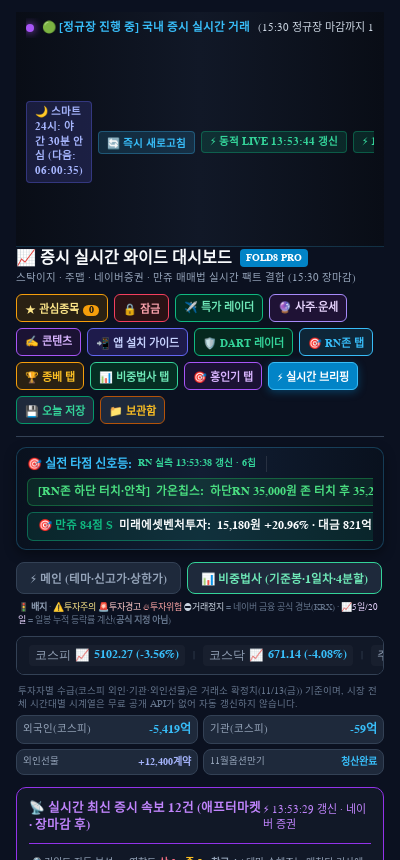 🟢 [정규장 진행 중] 국내 증시 실시간 거래 (15:30 정규장 마감까지 1
🌙 스마트
24시: 야
간 30분 안
심 (다음:
06:00:35)
🔄 즉시 새로고침
⚡ 동적 LIVE 13:53:44 갱신
📈 증시 실시간 와이드 대시보드 FOLD8 PRO
스탁이지 · 주맵 · 네이버증권 · 만쥬 매매법 실시간 팩트 결합 (15:30 장마감)
★ 관심종목 0
🔒 잠금
✈️ 특가 레이더
🔮 사주·운세
✍️ 콘텐츠
📲 앱 설치 가이드
🛡️ DART 레이더
🎯 RN존 탭
🏆 종베 탭
📊 비중법사 탭
🎯 홍인기 탭
⚡ 실시간 브리핑
💾 오늘 저장
📁 보관함
🎯 실전 타점 신호등: RN 실측 13:53:38 갱신 · 6칩
[RN존 하단 터치·안착] 가온칩스: 하단RN 35,000원 존 터치 후 35,2
🎯 만쥬 84점 S 미래에셋벤처투자: 15,180원 +20.96% · 대금 821억
⚡ 메인 (테마·신고가·상한가)
📊 비중법사 (기준봉·1일차·4분할)
🚦 배지 · ⚠️투자주의 🚨투자경고 ⛔거래정지 = 네이버 금융 공식 경보(KRX) · 📈5일/20
일 = 일봉 누적 등락률 계산(공식 지정 아님)
코스피 📈 5102.27 (-3.56%) | 코스닥 📈 671.14 (-4.08%) |
투자자별 수급(코스피 외인·기관·외인선물)은 거래소 확정치(11/13(금)) 기준이며, 시장 전
체 시간대별 시계열은 무료 공개 API가 없어 자동 갱신하지 않습니다.
외국인(코스피) -5,419억
기관(코스피) -59억
외인선물 +12,400계약
11월옵션만기 청산완료
📡 실시간 최신 증시 속보 12건 (애프터마켓
· 장마감 후)
⚡ 13:53:29 갱신 · 네이
버 증권